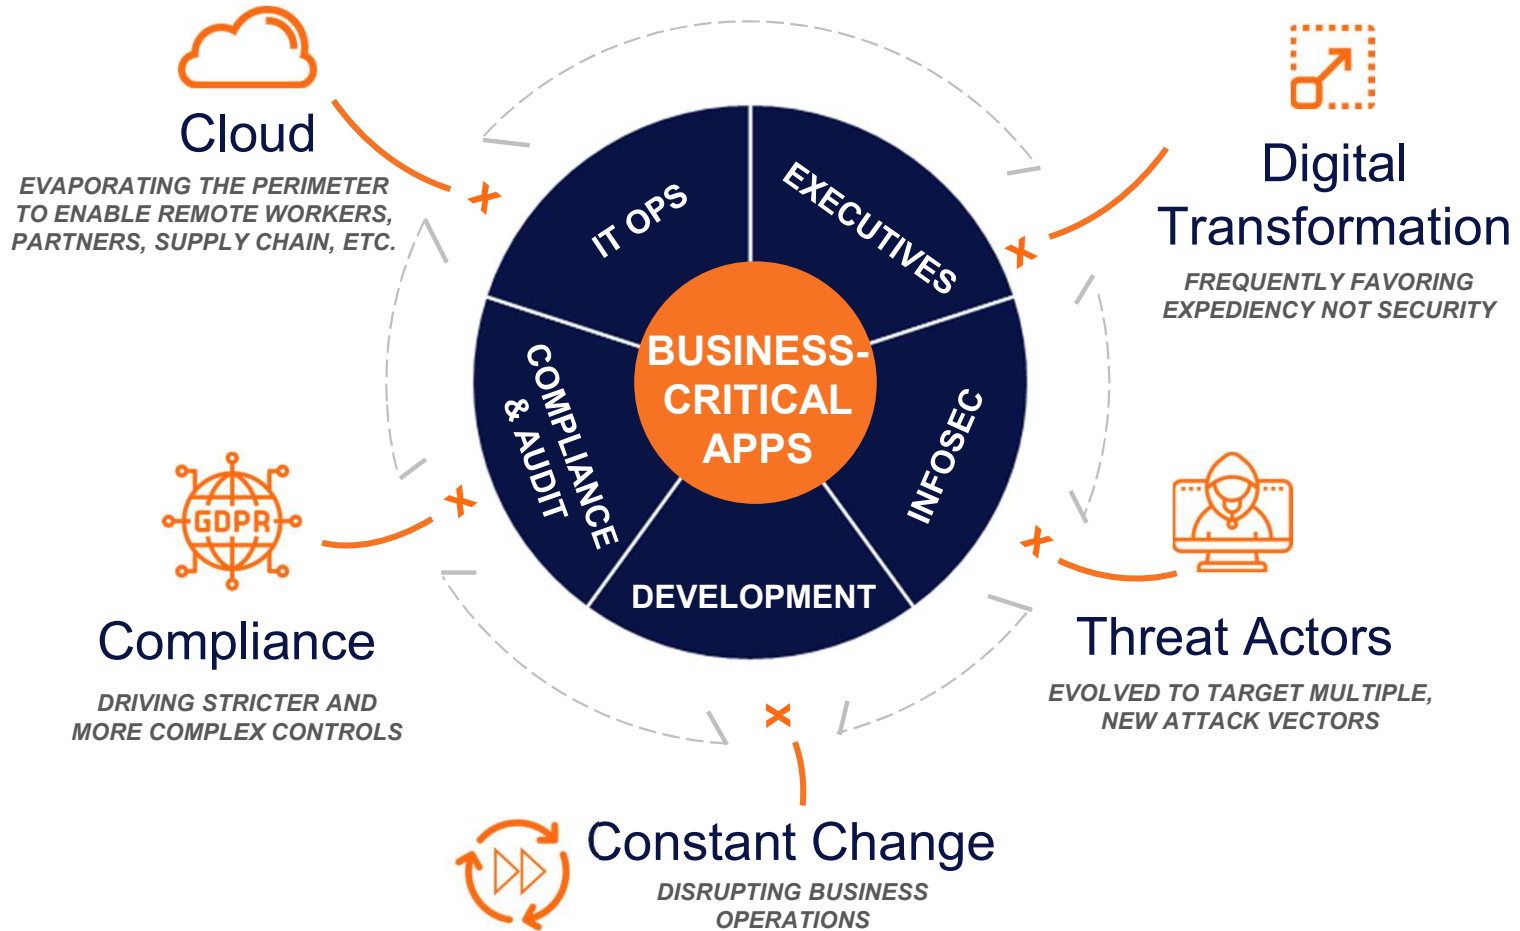 Cloud
EVAPORATING THE PERIMETER
TO ENABLE REMOTE WORKERS,
PARTNERS, SUPPLY CHAIN, ETC.
Digital
Transformation
FREQUENTLY FAVORING
EXPEDIENCY NOT SECURITY
IT OPS
EXECUTIVES
BUSINESS-
CRITICAL
APPS
COMPLIANCE
& AUDIT
INFOSEC
DEVELOPMENT
X
X
X
X
X
GDPR
Compliance
DRIVING STRICTER AND
MORE COMPLEX CONTROLS
Threat Actors
EVOLVED TO TARGET MULTIPLE,
NEW ATTACK VECTORS
Constant Change
DISRUPTING BUSINESS
OPERATIONS